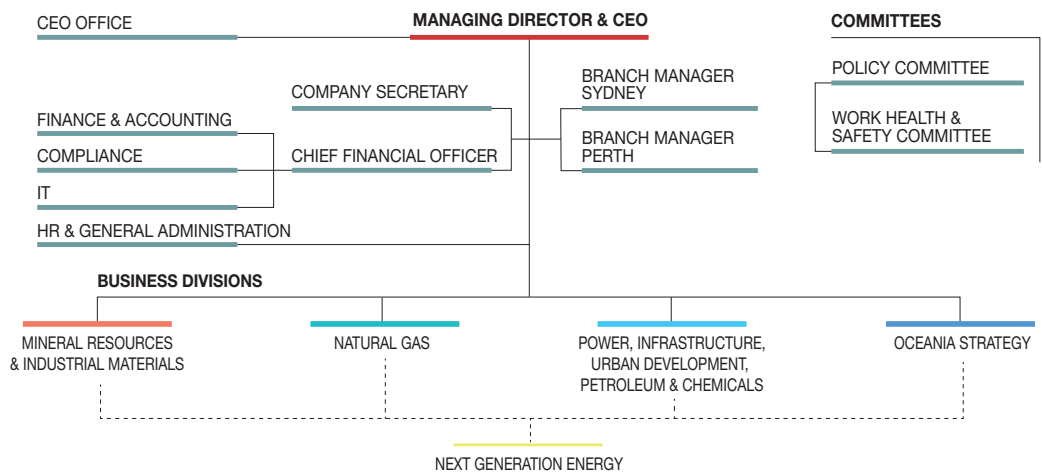 CEO OFFICE
MANAGING DIRECTOR & CEO
COMMITTEES
COMPANY SECRETARY
BRANCH MANAGER
SYDNEY
POLICY COMMITTEE
FINANCE & ACCOUNTING
COMPLIANCE
IT
CHIEF FINANCIAL OFFICER
BRANCH MANAGER
PERTH
WORK HEALTH &
SAFETY COMMITTEE
HR & GENERAL ADMINISTRATION
BUSINESS DIVISIONS
MINERAL RESOURCES
& INDUSTRIAL MATERIALS
NATURAL GAS
POWER, INFRASTRUCTURE,
URBAN DEVELOPMENT,
PETROLEUM & CHEMICALS
OCEANIA STRATEGY
NEXT GENERATION ENERGY